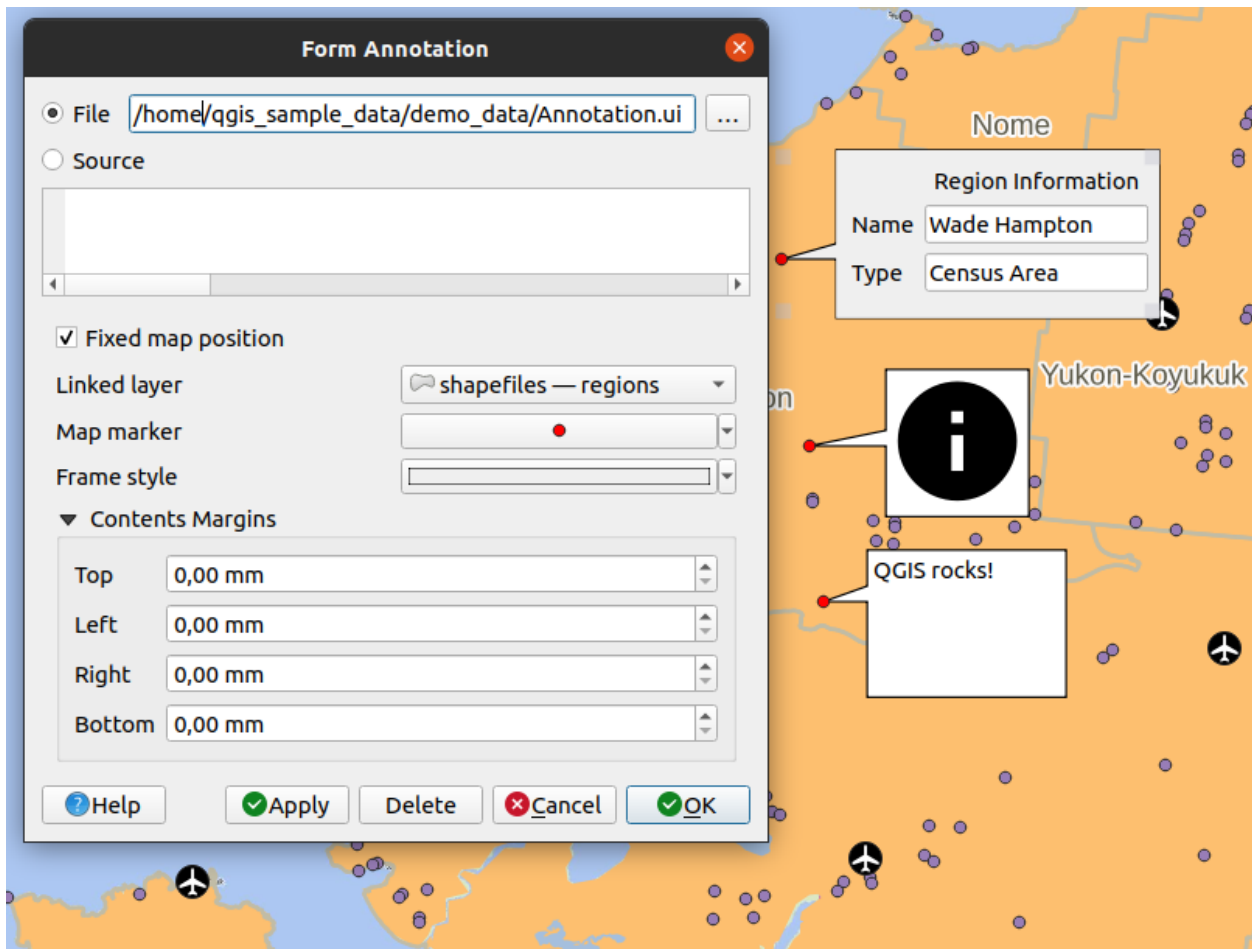 Form Annotation
File /home/qgis_sample_data/demo_data/Annotation.ui ...
Source
Fixed map position
Linked layer shapefiles — regions
Map marker
Frame style
Contents Margins
Top 0,00 mm
Left 0,00 mm
Right 0,00 mm
Bottom 0,00 mm
?Help Apply Delete Cancel OK
Nome
Region Information
Name Wade Hampton
Type Census Area
Yukon-Koyukuk
on
i
QGIS rocks!